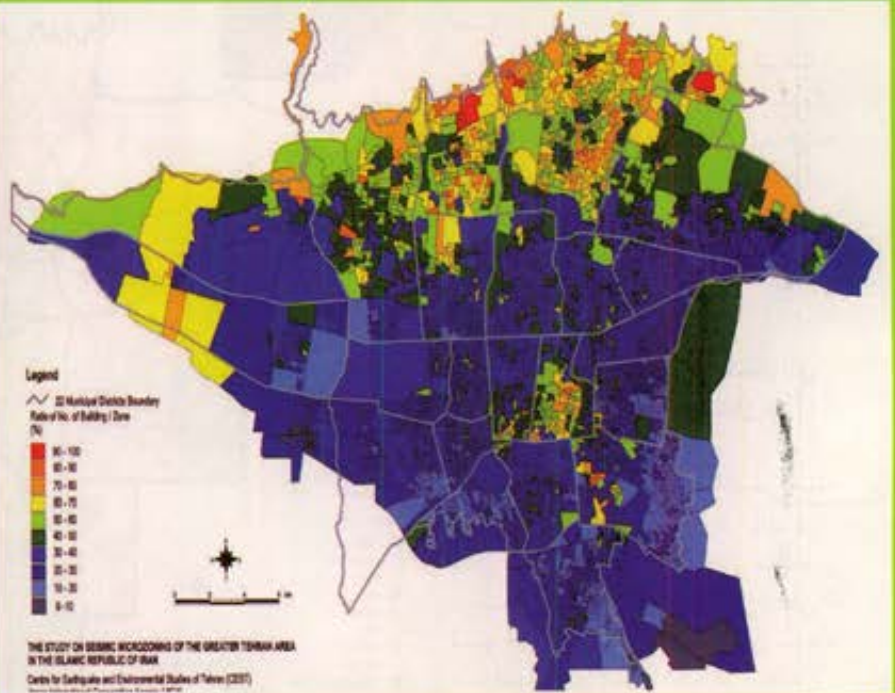 Legend
22 Municipal Districts Boundary
Ratio of No. of Building / Zone
(%)
90 - 100
80 - 90
70 - 80
60 - 70
50 - 60
40 - 50
30 - 40
20 - 30
10 - 20
0 - 10
THE STUDY ON SEISMIC MICROZONING OF THE GREATER TEHRAN AREA
IN THE ISLAMIC REPUBLIC OF IRAN
Centre for Earthquake and Environmental Studies of Tehran (CEST)